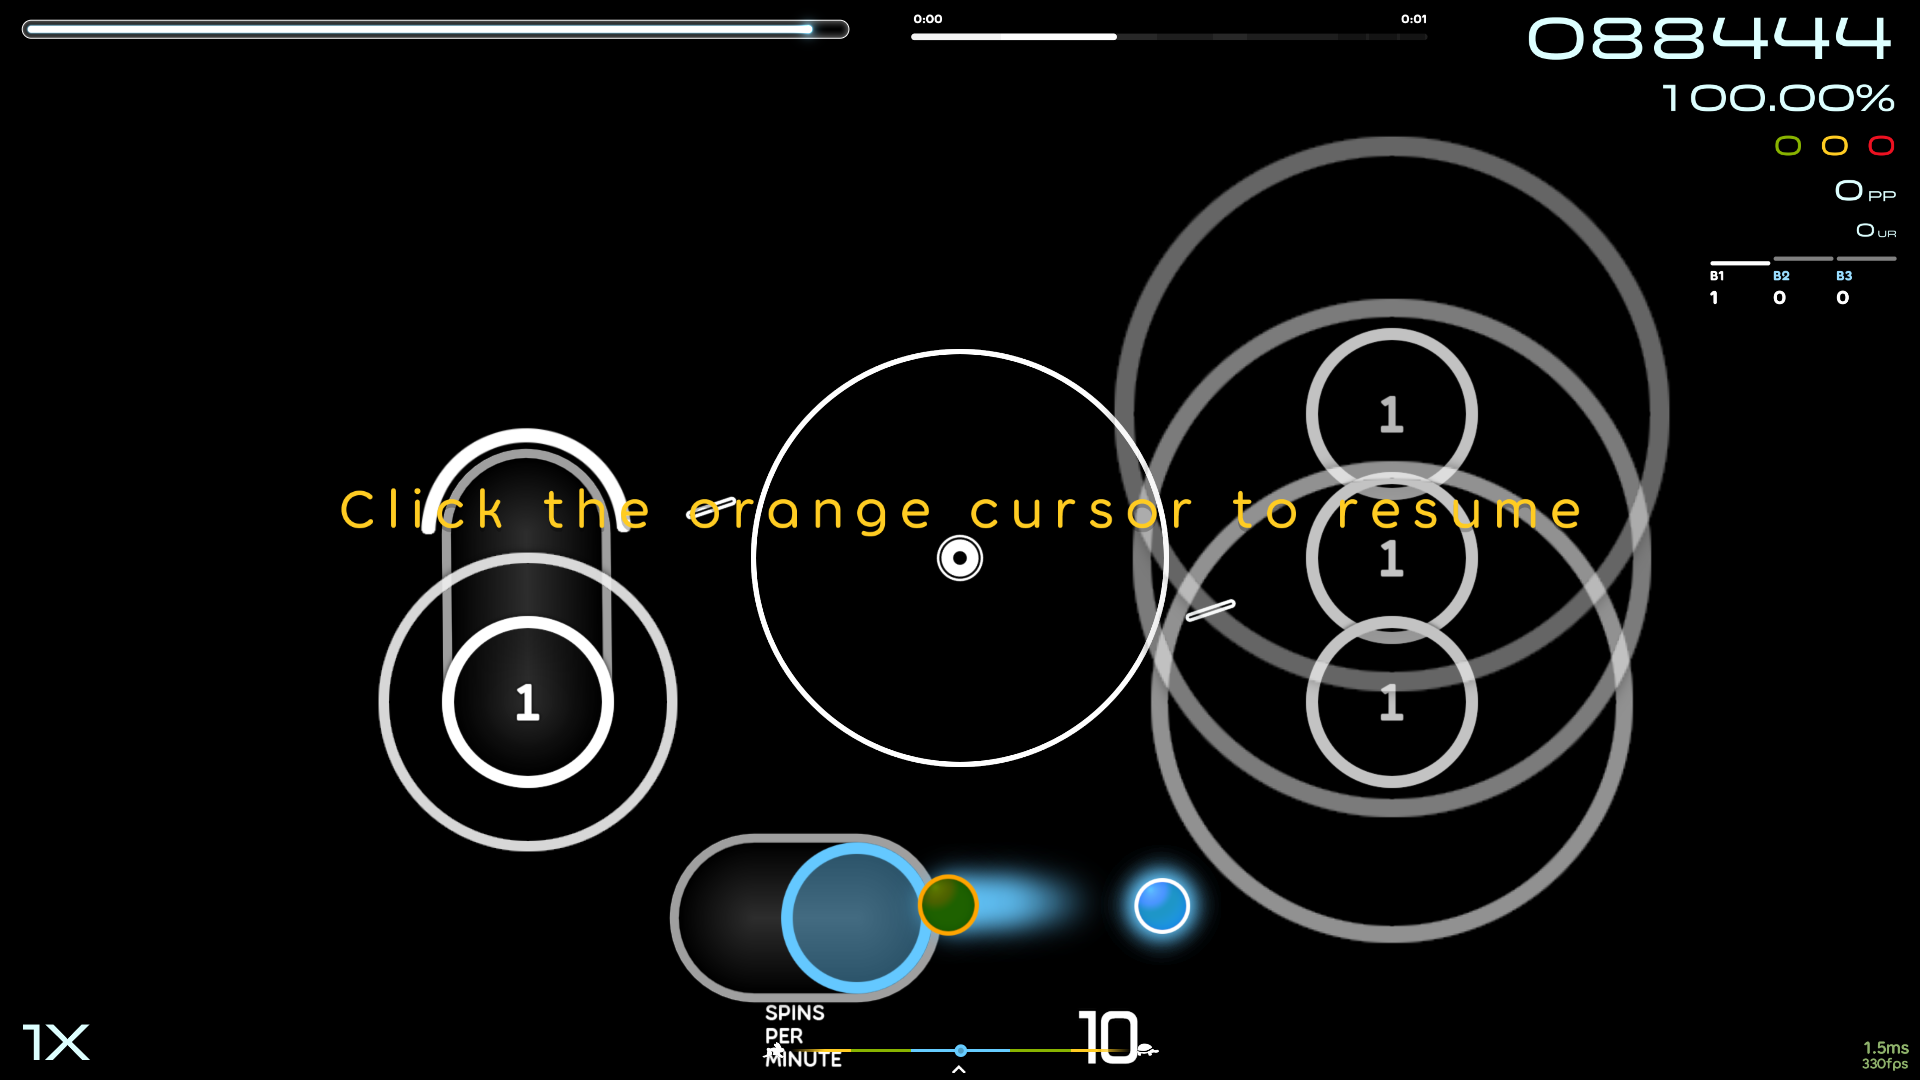 0:00 0:01
088444
100.00%
0 0 0
0 PP
0 UR
B1 B2 B3
1 0 0
1
Click the orange cursor to resume
1
1 1
SPINS
PER
MINUTE
10
1X
1.5ms
330fps